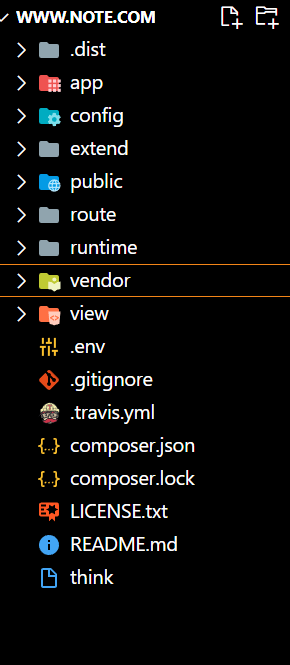 WWW.NOTE.COM
.dist
app
config
extend
public
route
runtime
vendor
view
.env
.gitignore
.travis.yml
composer.json
composer.lock
LICENSE.txt
README.md
think